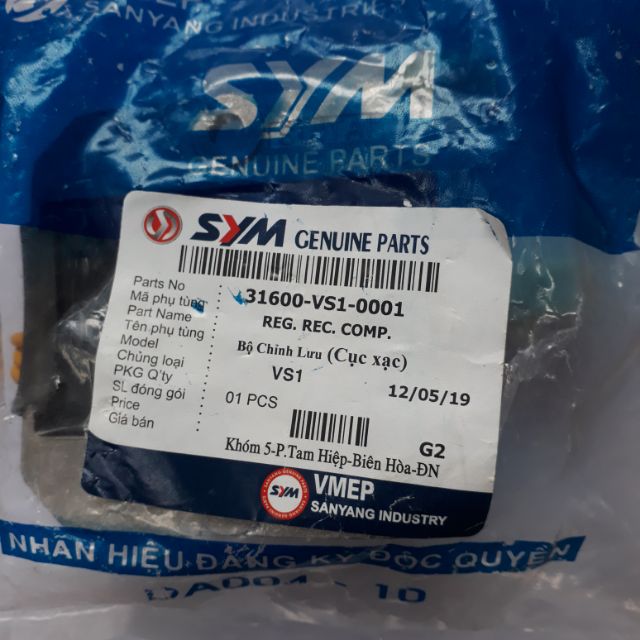 SANYANG INDUSTRIE
SYM
GENUINE PARTS
SYM GENUINE PARTS
Parts No
Mã phụ tùng : 31600-VS1-0001
Part Name : REG. REC. COMP.
Tên phụ tùng : Bộ Chỉnh Lưu (Cục xạc)
Model
Chủng loại : VS1 12/05/19
PKG Q'ty
SL đóng gói : 01 PCS
Price
Giá bán : G2
Khóm 5-P.Tam Hiệp-Biên Hòa-ĐN
SYM
VMEP
SANYANG INDUSTRY
NHÃN HIỆU ĐĂNG KÝ ĐỘC QUYỀN
DA004 - 10